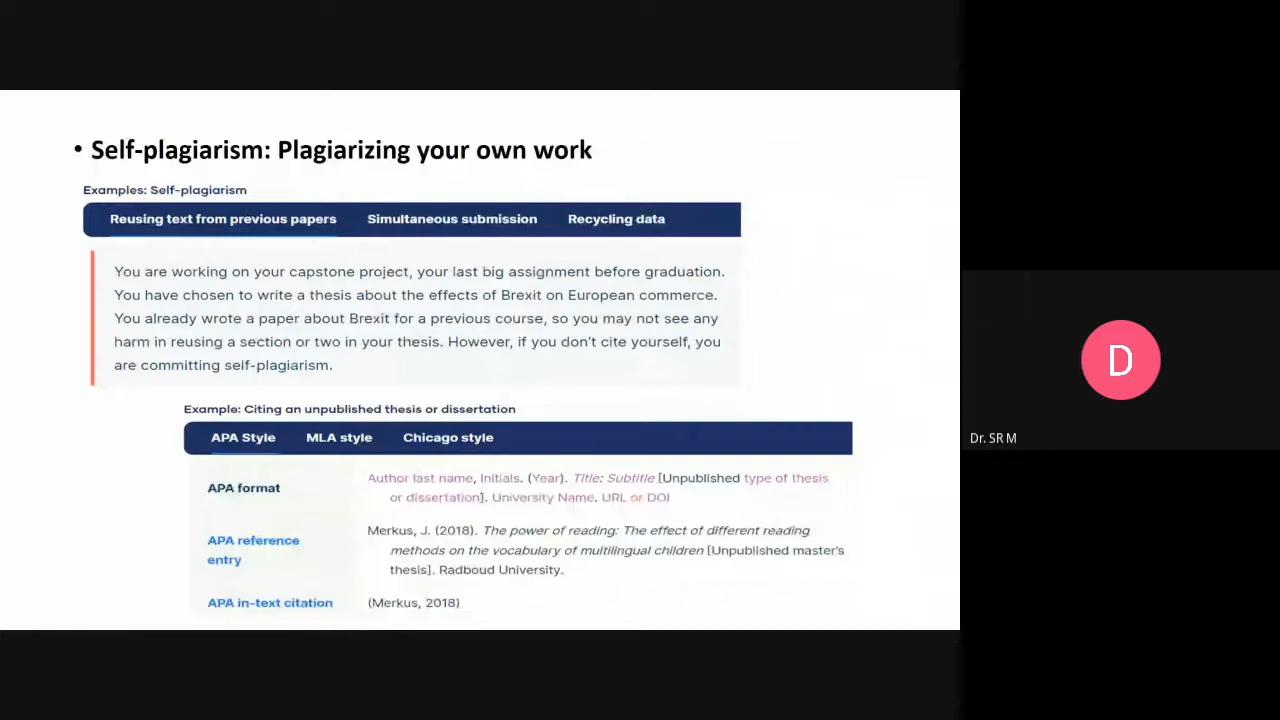 • Self-plagiarism: Plagiarizing your own work
Examples: Self-plagiarism
Reusing text from previous papers Simultaneous submission Recycling data
You are working on your capstone project, your last big assignment before graduation.
You have chosen to write a thesis about the effects of Brexit on European commerce.
You already wrote a paper about Brexit for a previous course, so you may not see any
harm in reusing a section or two in your thesis. However, if you don't cite yourself, you
are committing self-plagiarism.
Example: Citing an unpublished thesis or dissertation
APA Style MLA style Chicago style
APA format
Author last name, Initials. (Year). Title: Subtitle [Unpublished type of thesis
or dissertation]. University Name. URL or DOI
APA reference
entry
Merkus, J. (2018). The power of reading: The effect of different reading
methods on the vocabulary of multilingual children [Unpublished master's
thesis]. Radboud University.
APA in-text citation
(Merkus, 2018)
D
Dr. SR M